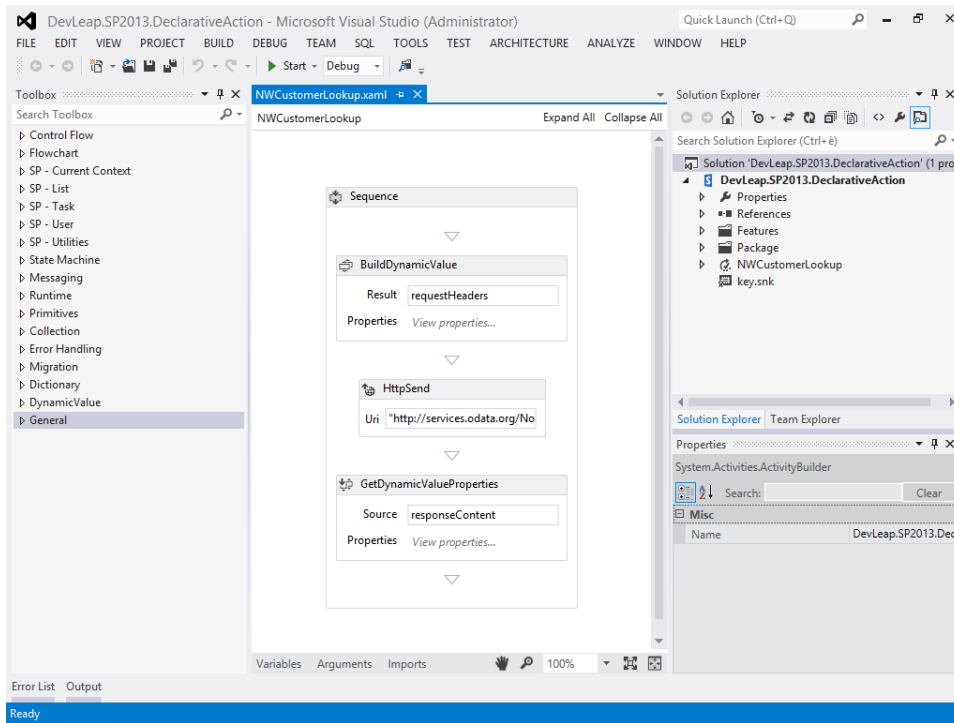 DevLeap.SP2013.DeclarativeAction - Microsoft Visual Studio (Administrator)
Quick Launch (Ctrl+Q)
FILE EDIT VIEW PROJECT BUILD DEBUG TEAM SQL TOOLS TEST ARCHITECTURE ANALYZE WINDOW HELP
Start Debug
Toolbox
Search Toolbox
Control Flow
Flowchart
SP - Current Context
SP - List
SP - Task
SP - User
SP - Utilities
State Machine
Messaging
Runtime
Primitives
Collection
Error Handling
Migration
Dictionary
DynamicValue
General
NWCustomerLookup.xaml
NWCustomerLookup Expand All Collapse All
Sequence
BuildDynamicValue
Result requestHeaders
Properties View properties...
HttpSend
Uri "http://services.odata.org/No
GetDynamicValueProperties
Source responseContent
Properties View properties...
Variables Arguments Imports 100%
Solution Explorer
Search Solution Explorer (Ctrl+è)
Solution 'DevLeap.SP2013.DeclarativeAction' (1 pro
DevLeap.SP2013.DeclarativeAction
Properties
References
Features
Package
NWCustomerLookup
key.snk
Solution Explorer Team Explorer
Properties
System.Activities.ActivityBuilder
Search: Clear
Misc
Name DevLeap.SP2013.Dec
Error List Output
Ready